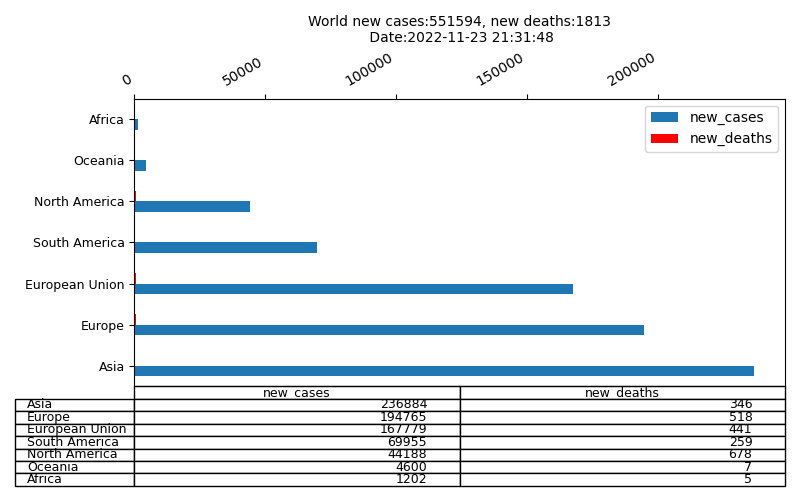 World new cases:551594, new deaths:1813
Date:2022-11-23 21:31:48
0 50000 100000 150000 200000
new_cases
new_deaths
Africa
Oceania
North America
South America
European Union
Europe
Asia
new_cases new_deaths
Asia 236884 346
Europe 194765 518
European Union 167779 441
South America 69955 259
North America 44188 678
Oceania 4600 7
Africa 1202 5